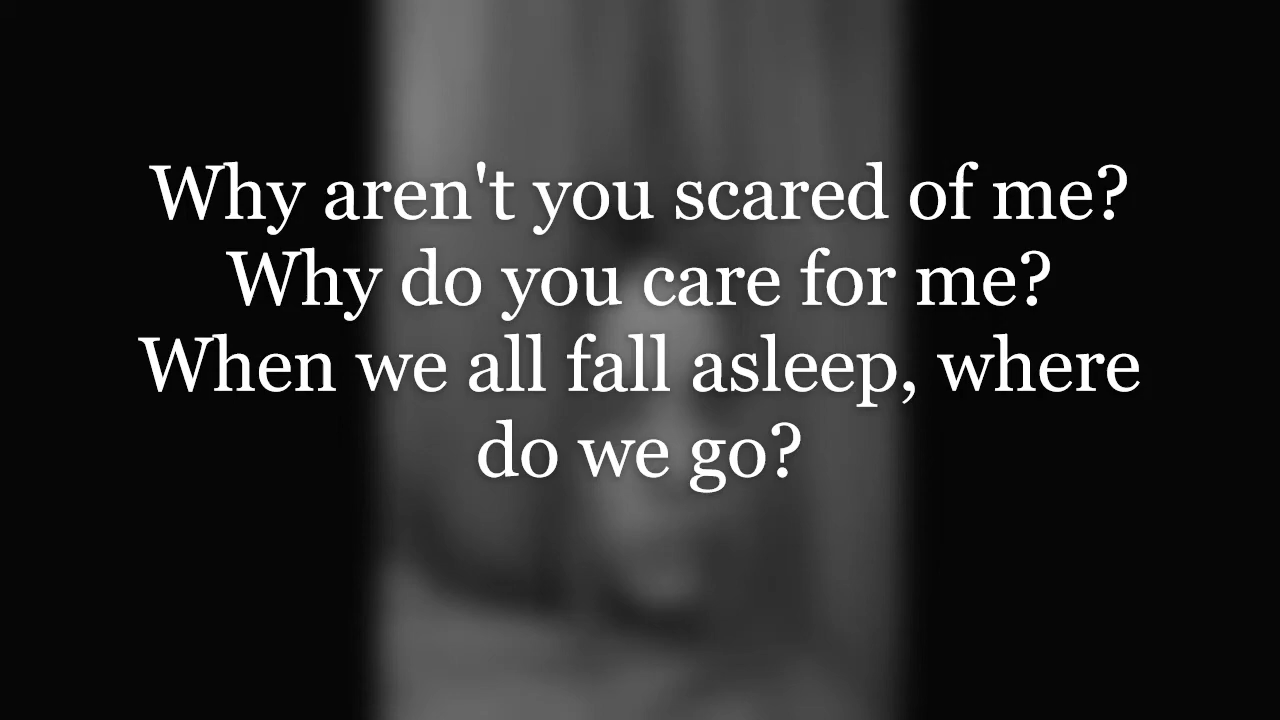 Why aren't you scared of me?
Why do you care for me?
When we all fall asleep, where
do we go?